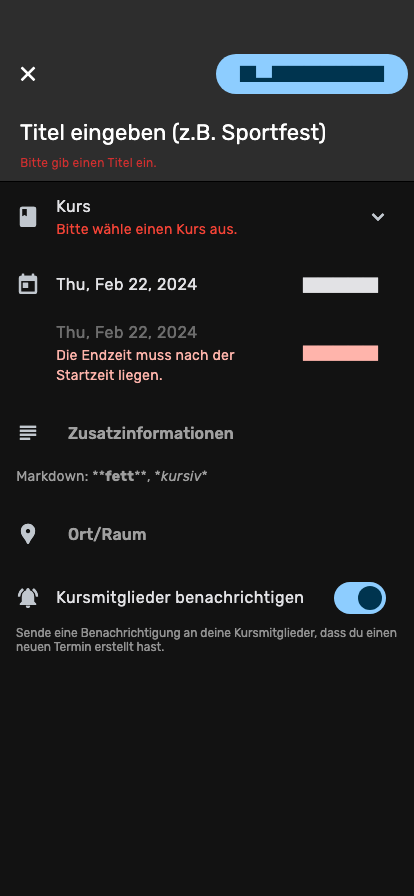 Titel eingeben (z.B. Sportfest)
Bitte gib einen Titel ein.
Kurs
Bitte wähle einen Kurs aus.
Thu, Feb 22, 2024
Thu, Feb 22, 2024
Die Endzeit muss nach der
Startzeit liegen.
Zusatzinformationen
Markdown: **fett**, *kursiv*
Ort/Raum
Kursmitglieder benachrichtigen
Sende eine Benachrichtigung an deine Kursmitglieder, dass du einen
neuen Termin erstellt hast.